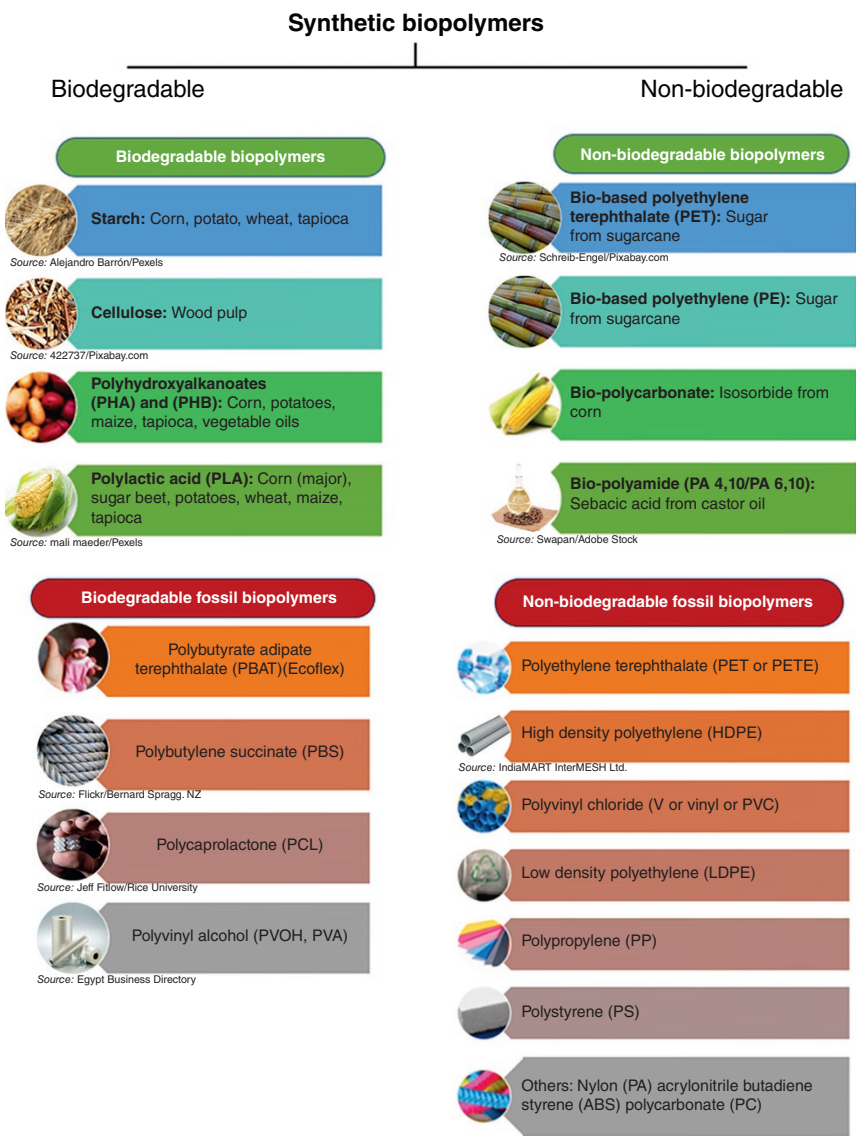 Synthetic biopolymers
Biodegradable
Non-biodegradable
Biodegradable biopolymers
Starch: Corn, potato, wheat, tapioca
Source: Alejandro Barrón/Pexels
Cellulose: Wood pulp
Source: 422737/Pixabay.com
Polyhydroxyalkanoates
(PHA) and (PHB): Corn, potatoes,
maize, tapioca, vegetable oils
Polylactic acid (PLA): Corn (major),
sugar beet, potatoes, wheat, maize,
tapioca
Source: mali maeder/Pexels
Non-biodegradable biopolymers
Bio-based polyethylene
terephthalate (PET): Sugar
from sugarcane
Source: Schreib-Engel/Pixabay.com
Bio-based polyethylene (PE): Sugar
from sugarcane
Bio-polycarbonate: Isosorbide from
corn
Bio-polyamide (PA 4,10/PA 6,10):
Sebacic acid from castor oil
Source: Swapan/Adobe Stock
Biodegradable fossil biopolymers
Polybutyrate adipate
terephthalate (PBAT)(Ecoflex)
Polybutylene succinate (PBS)
Source: Flickr/Bernard Spragg. NZ
Polycaprolactone (PCL)
Source: Jeff Fitlow/Rice University
Polyvinyl alcohol (PVOH, PVA)
Source: Egypt Business Directory
Non-biodegradable fossil biopolymers
Polyethylene terephthalate (PET or PETE)
High density polyethylene (HDPE)
Source: IndiaMART InterMESH Ltd.
Polyvinyl chloride (V or vinyl or PVC)
Low density polyethylene (LDPE)
Polypropylene (PP)
Polystyrene (PS)
Others: Nylon (PA) acrylonitrile butadiene
styrene (ABS) polycarbonate (PC)